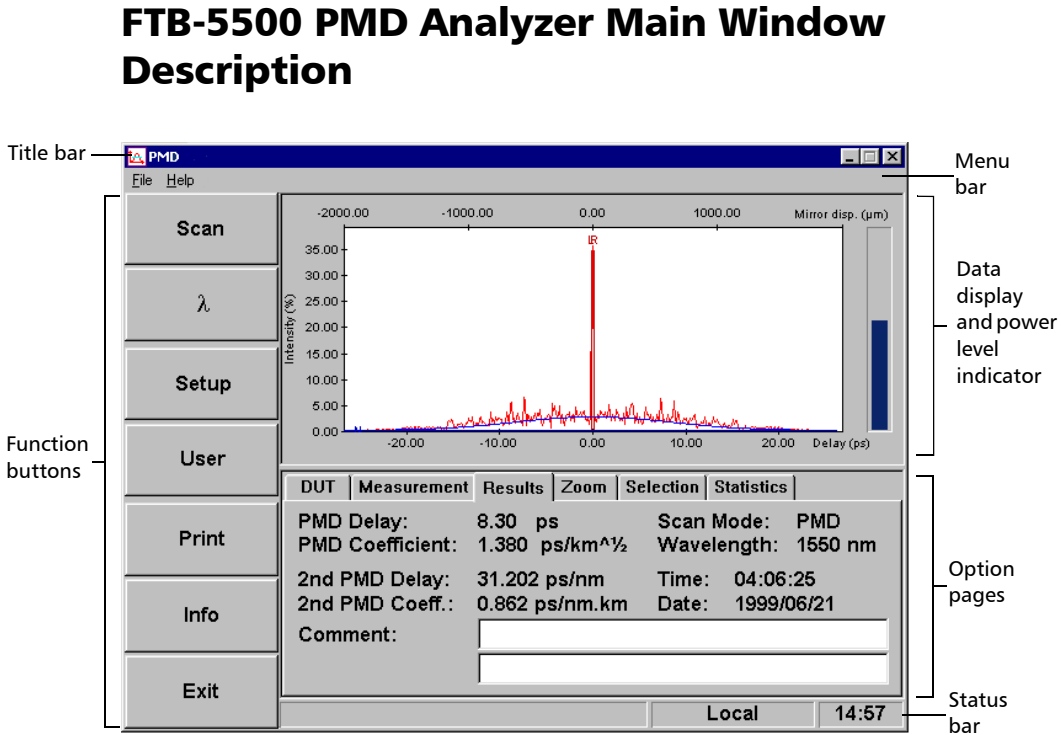 FTB-5500 PMD Analyzer Main Window
Description
Title bar
PMD
Menu
bar
File Help
Function
buttons
Scan
λ
Setup
User
Print
Info
Exit
-2000.00 -1000.00 0.00 1000.00 Mirror disp. (µm)
LR
Intensity (%)
35.00
30.00
25.00
20.00
15.00
10.00
5.00
0.00
-20.00 -10.00 0.00 10.00 20.00 Delay (ps)
Data
display
and power
level
indicator
DUT Measurement Results Zoom Selection Statistics
PMD Delay: 8.30 ps Scan Mode: PMD
PMD Coefficient: 1.380 ps/km^½ Wavelength: 1550 nm
2nd PMD Delay: 31.202 ps/nm Time: 04:06:25
2nd PMD Coeff.: 0.862 ps/nm.km Date: 1999/06/21
Comment:
Option
pages
Local 14:57
Status
bar